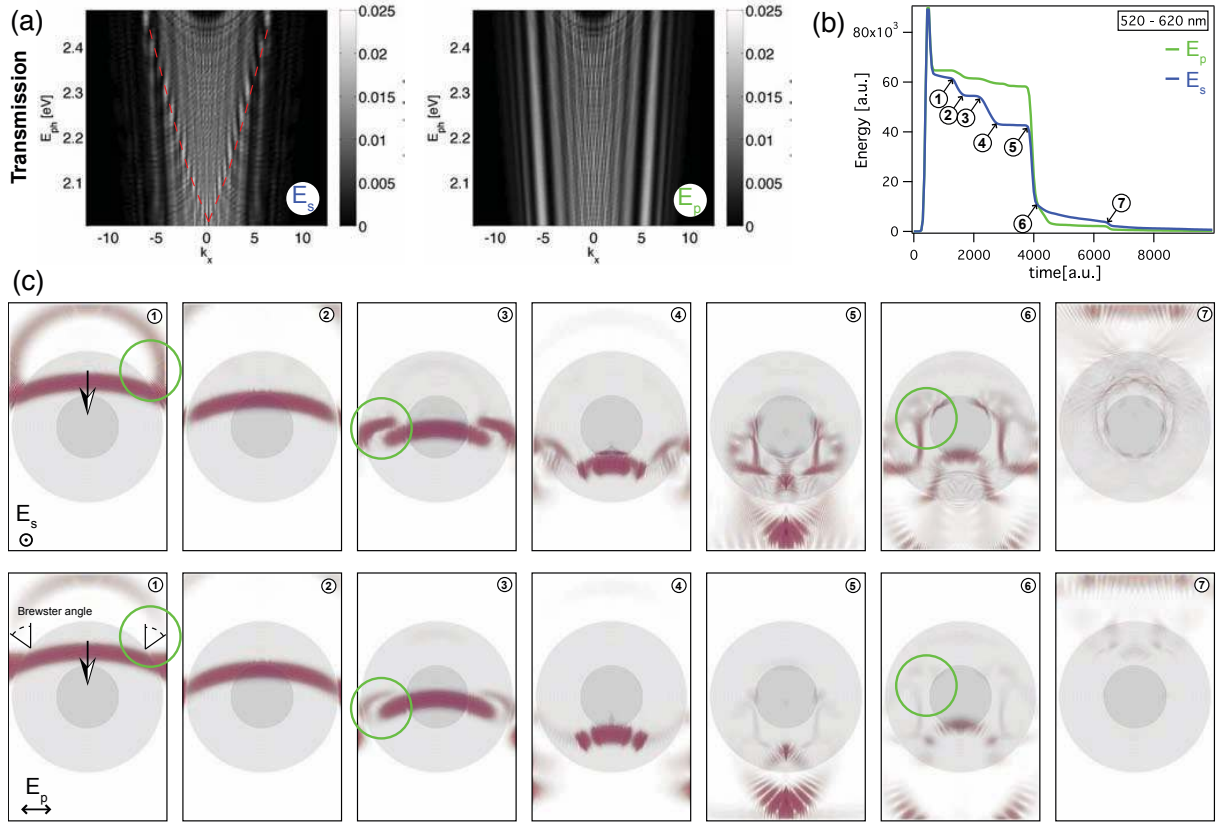 (a)
Transmission
2.4
2.3
2.2
2.1
E_ph [eV]
-10 -5 0 5 10
k_x
E_s
0.025
0.02
0.015
0.01
0.005
0
2.4
2.3
2.2
2.1
E_ph [eV]
-10 -5 0 5 10
k_x
E_p
0.025
0.02
0.015
0.01
0.005
0
(b)
520 - 620 nm
E_p
E_s
80x10³
60
40
20
0
Energy [a.u.]
1 2 3 4 5 6 7
0 2000 4000 6000 8000
time[a.u.]
(c)
1 2 3 4 5 6 7
E_s
1 2 3 4 5 6 7
Brewster angle
E_p